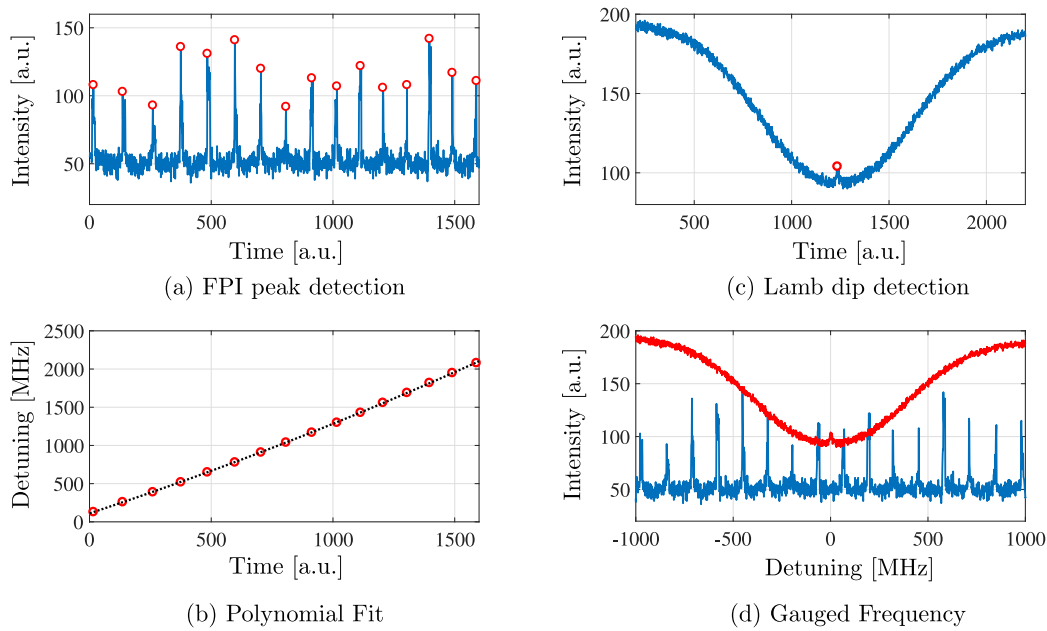 150
100
50
0
500
1000
1500
Intensity [a.u.]
Time [a.u.]
(a) FPI peak detection
200
150
100
500
1000
1500
2000
Intensity [a.u.]
Time [a.u.]
(c) Lamb dip detection
2500
2000
1500
1000
500
0
0
500
1000
1500
Detuning [MHz]
Time [a.u.]
(b) Polynomial Fit
200
150
100
50
-1000
-500
0
500
1000
Intensity [a.u.]
Detuning [MHz]
(d) Gauged Frequency